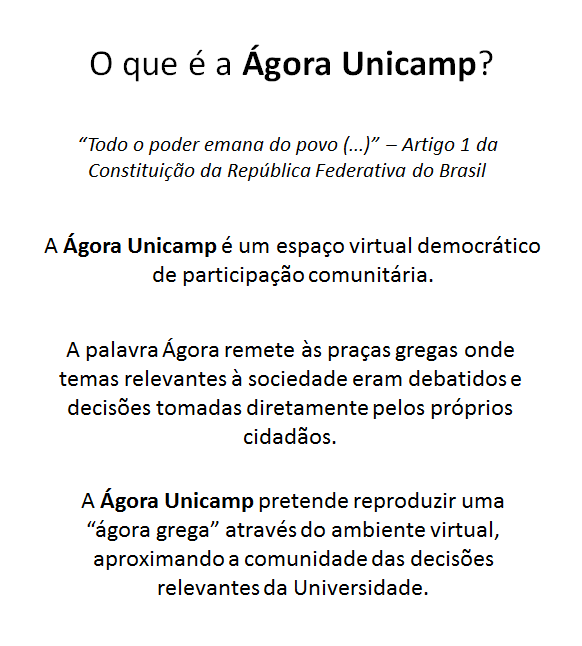 O que é a Ágora Unicamp?
“Todo o poder emana do povo (...)” – Artigo 1 da
Constituição da República Federativa do Brasil
A Ágora Unicamp é um espaço virtual democrático
de participação comunitária.
A palavra Ágora remete às praças gregas onde
temas relevantes à sociedade eram debatidos e
decisões tomadas diretamente pelos próprios
cidadãos.
A Ágora Unicamp pretende reproduzir uma
“ágora grega” através do ambiente virtual,
aproximando a comunidade das decisões
relevantes da Universidade.